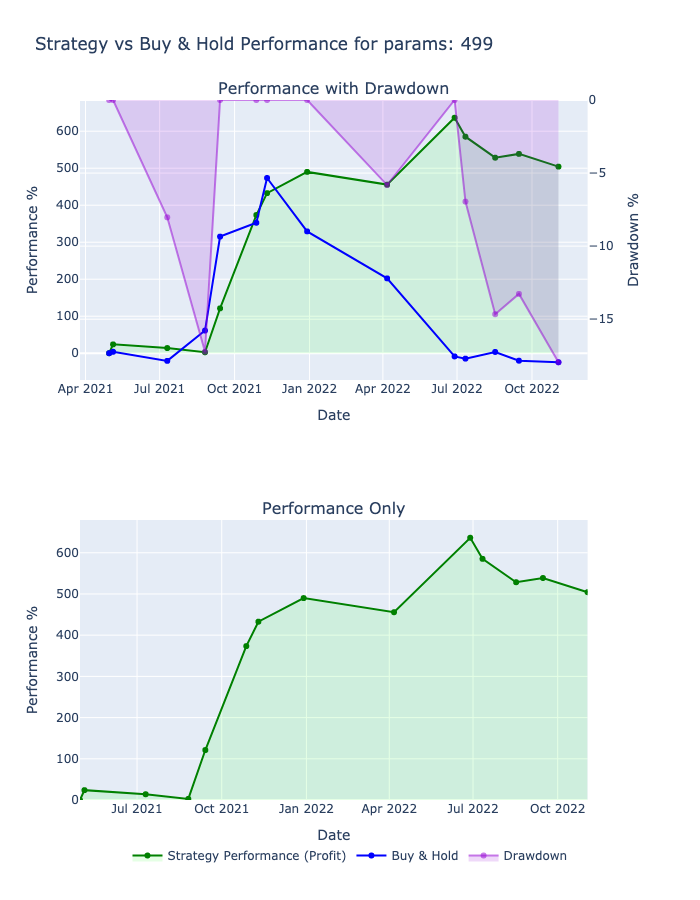 Strategy vs Buy & Hold Performance for params: 499
Performance with Drawdown
600
500
400
300
200
100
0
Performance %
0
−5
−10
−15
Drawdown %
Apr 2021 Jul 2021 Oct 2021 Jan 2022 Apr 2022 Jul 2022 Oct 2022
Date
Performance Only
600
500
400
300
200
100
0
Performance %
Jul 2021 Oct 2021 Jan 2022 Apr 2022 Jul 2022 Oct 2022
Date
Strategy Performance (Profit) Buy & Hold Drawdown